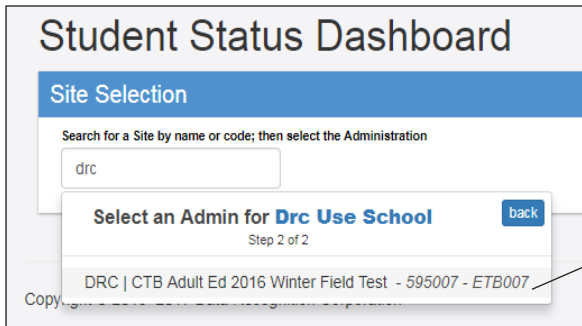 Student Status Dashboard
Site Selection
Search for a Site by name or code; then select the Administration
drc
Select an Admin for Drc Use School
back
Step 2 of 2
DRC | CTB Adult Ed 2016 Winter Field Test - 595007 - ETB007
Data Recognition Corporation